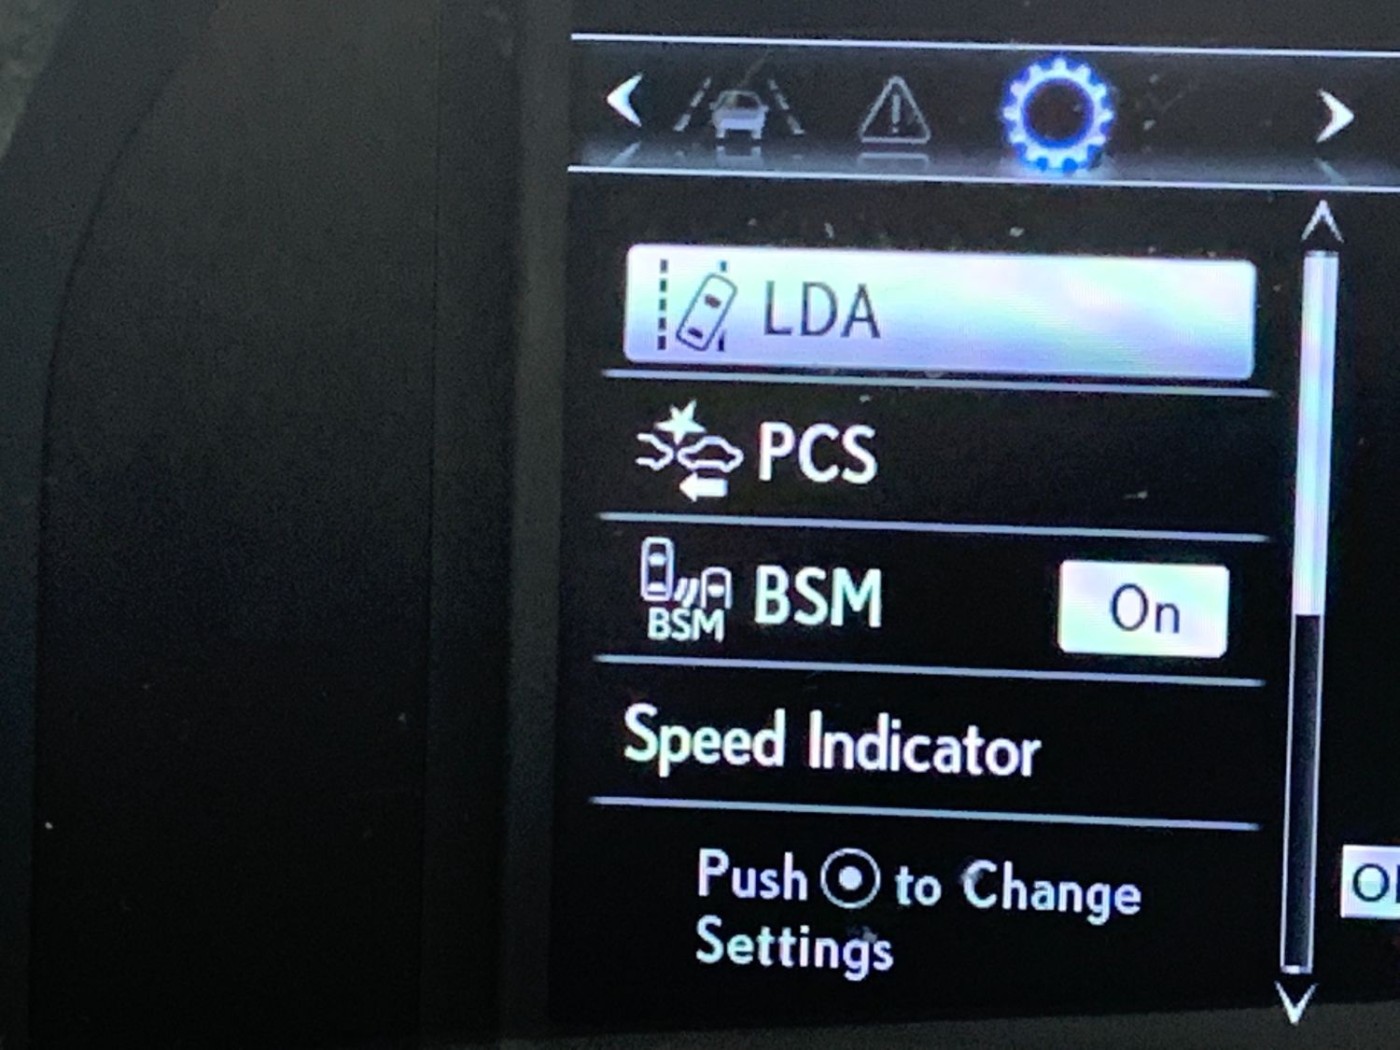 LDA
PCS
BSM
BSM On
Speed Indicator
Push to Change
Settings